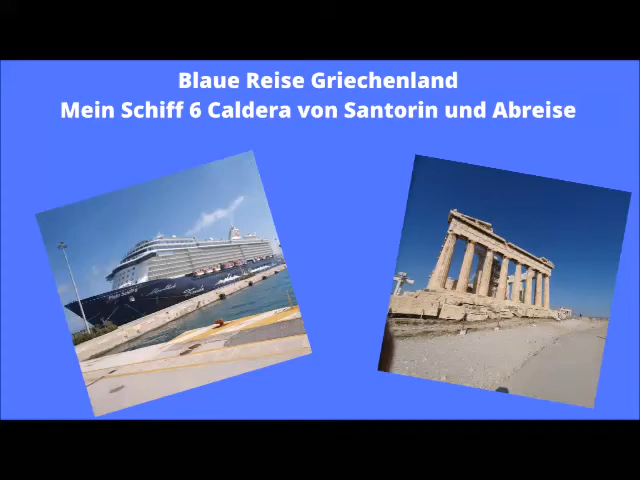 Blaue Reise Griechenland
Mein Schiff 6 Caldera von Santorin und Abreise